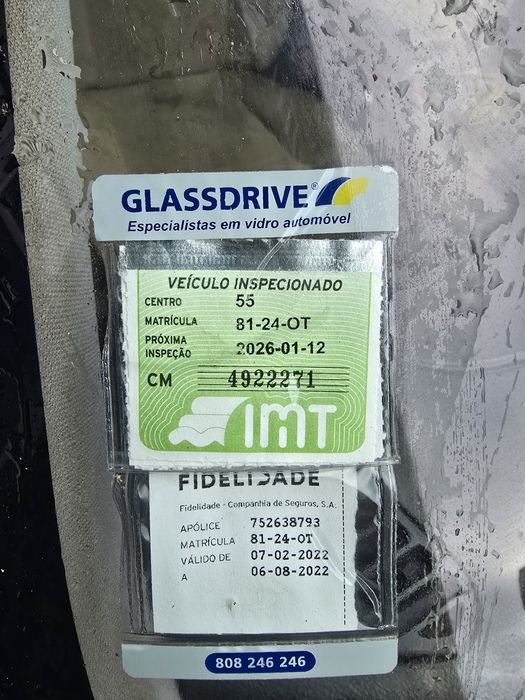 GLASSDRIVE®
Especialistas em vidro automóvel
VEÍCULO INSPECIONADO
CENTRO 55
MATRÍCULA 81-24-OT
PRÓXIMA INSPEÇÃO 2026-01-12
CM 4922271
IMT
FIDELIDADE
Fidelidade - Companhia de Seguros, S.A.
APÓLICE 752638793
MATRÍCULA 81-24-OT
VÁLIDO DE 07-02-2022
A 06-08-2022
808 246 246